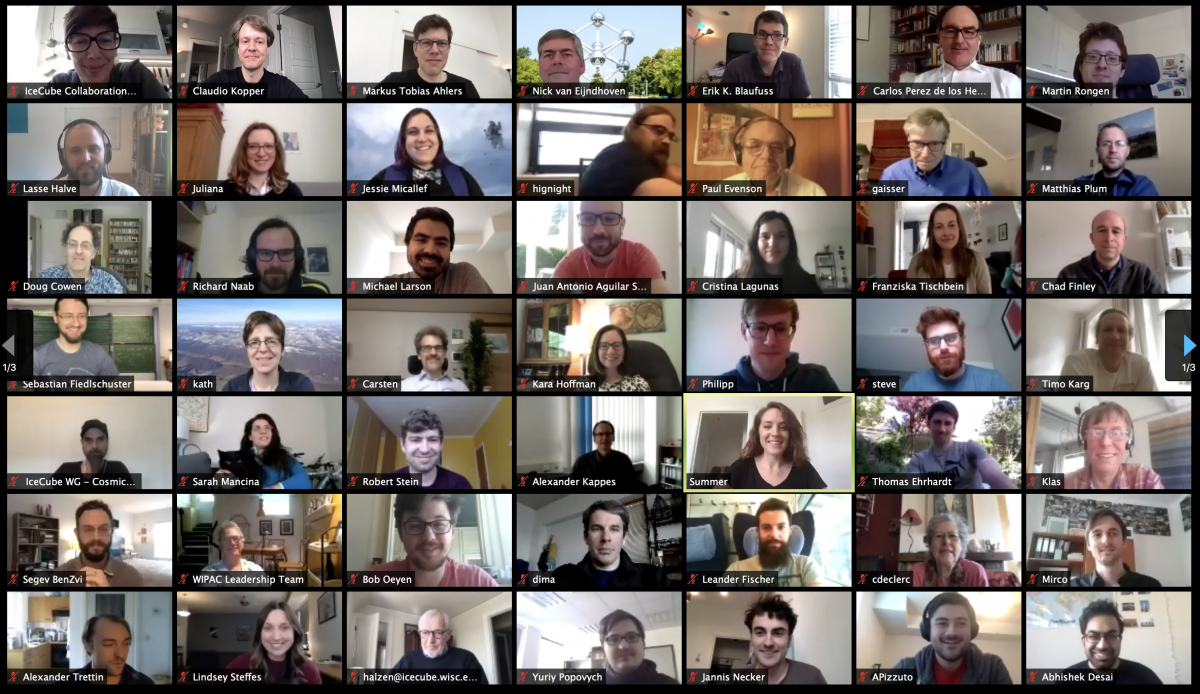 IceCube Collaboration...
Claudio Kopper
Markus Tobias Ahlers
Nick van Eijndhoven
Erik K. Blaufuss
Carlos Perez de los He...
Martin Rongen
Lasse Halve
Juliana
Jessie Micallef
hignight
Paul Evenson
gaisser
Matthias Plum
Doug Cowen
Richard Naab
Michael Larson
Juan Antonio Aguilar S...
Cristina Lagunas
Franziska Tischbein
Chad Finley
1/3
1/3
Sebastian Fiedlschuster
kath
Carsten
Kara Hoffman
Philipp
steve
Timo Karg
IceCube WG - Cosmic...
Sarah Mancina
Robert Stein
Alexander Kappes
Summer
Thomas Ehrhardt
Klas
Segev BenZvi
WIPAC Leadership Team
Bob Oeyen
dima
Leander Fischer
cdeclerc
Mirco
Alexander Trettin
Lindsey Steffes
halzen@icecube.wisc.e...
Yuriy Popovych
Jannis Necker
APizzuto
Abhishek Desai